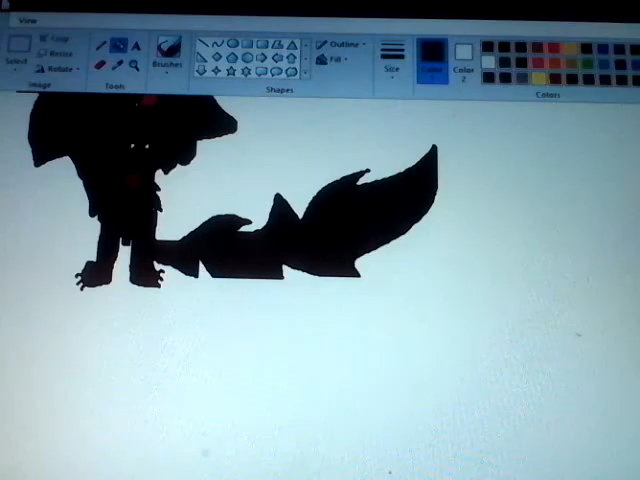 View
Select
Crop
Resize
Rotate
Image
A
Tools
Brushes
Shapes
Outline
Fill
Size
Color
1
Color
2
Colors